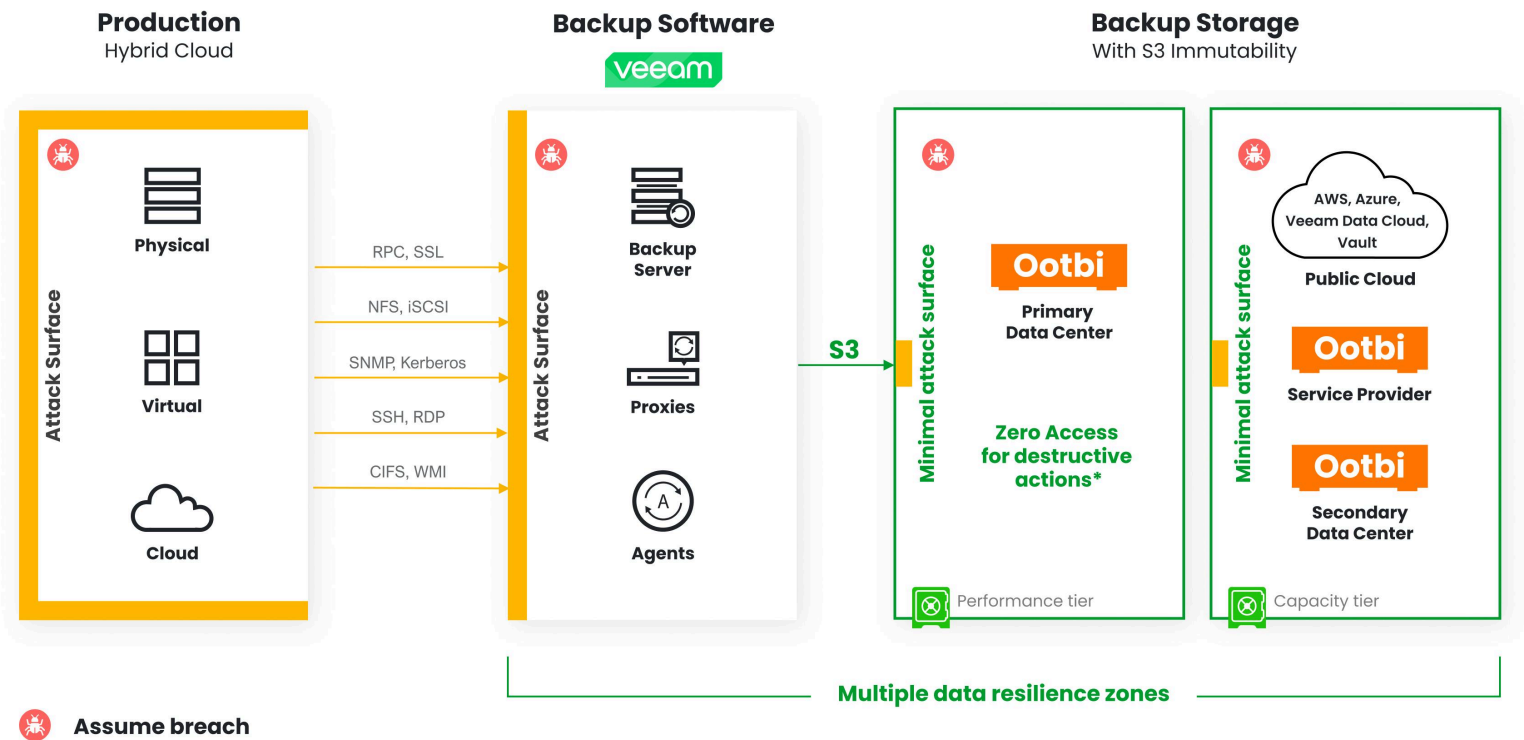 Production
Hybrid Cloud
Backup Software
veeam
Backup Storage
With S3 Immutability
Attack Surface
Physical
Virtual
Cloud
RPC, SSL
NFS, iSCSI
SNMP, Kerberos
SSH, RDP
CIFS, WMI
Attack Surface
Backup
Server
Proxies
A
Agents
S3
Minimal attack surface
Ootbi
Primary
Data Center
Zero Access
for destructive
actions*
Performance tier
Minimal attack surface
AWS, Azure,
Veeam Data Cloud,
Vault
Public Cloud
Ootbi
Service Provider
Ootbi
Secondary
Data Center
Capacity tier
Multiple data resilience zones
Assume breach